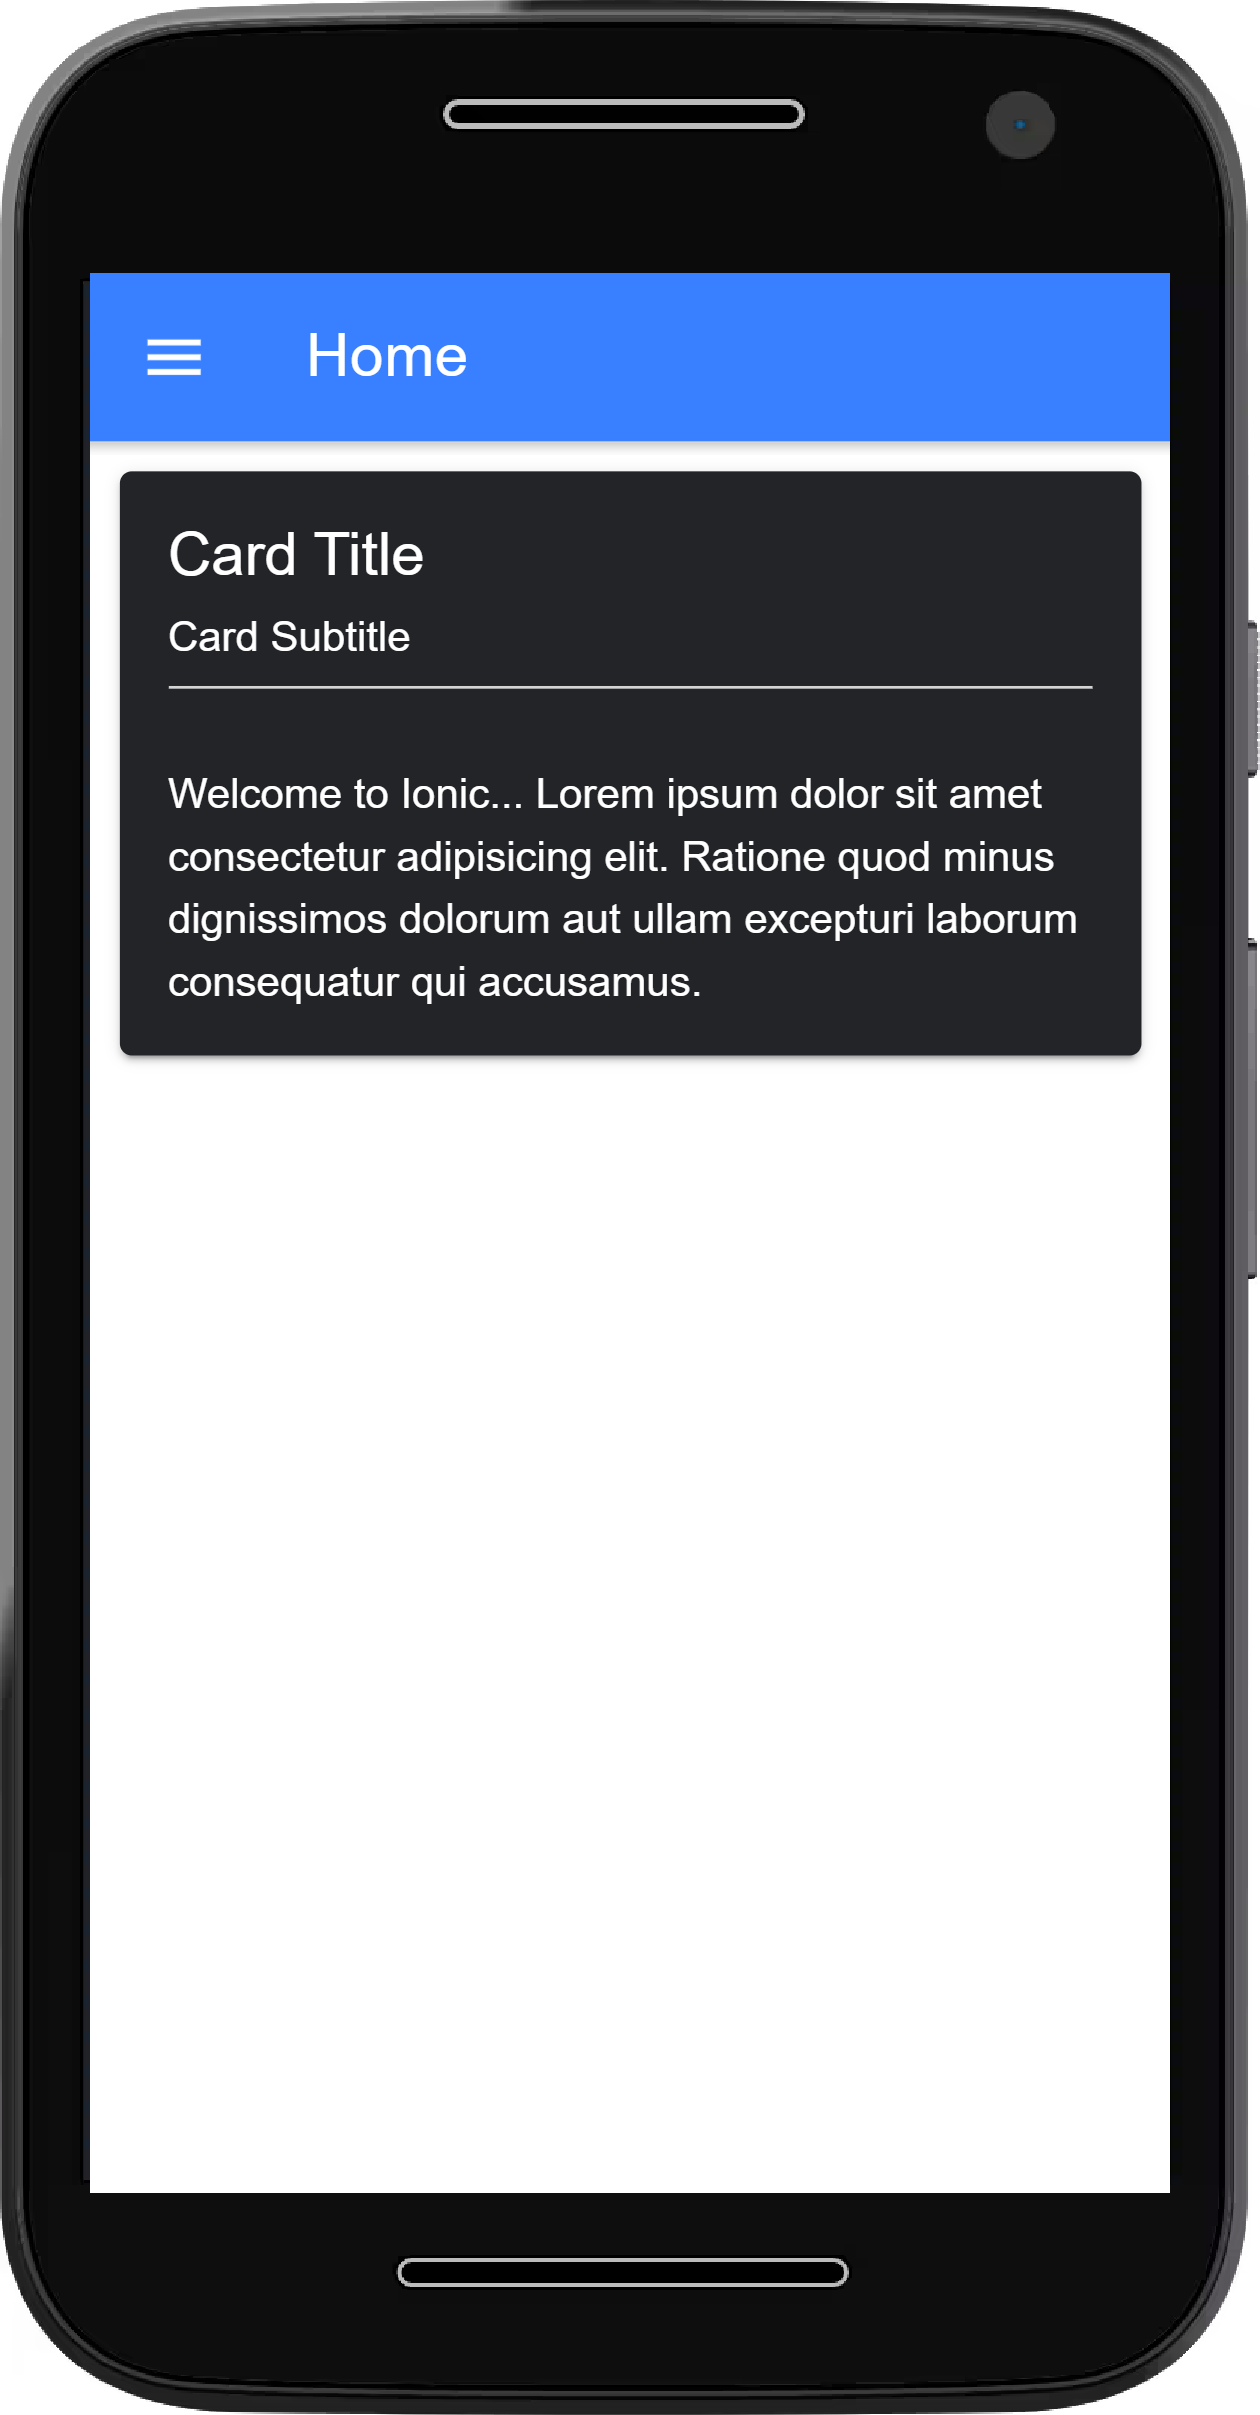 Home
Card Title
Card Subtitle
Welcome to Ionic... Lorem ipsum dolor sit amet
consectetur adipisicing elit. Ratione quod minus
dignissimos dolorum aut ullam excepturi laborum
consequatur qui accusamus.